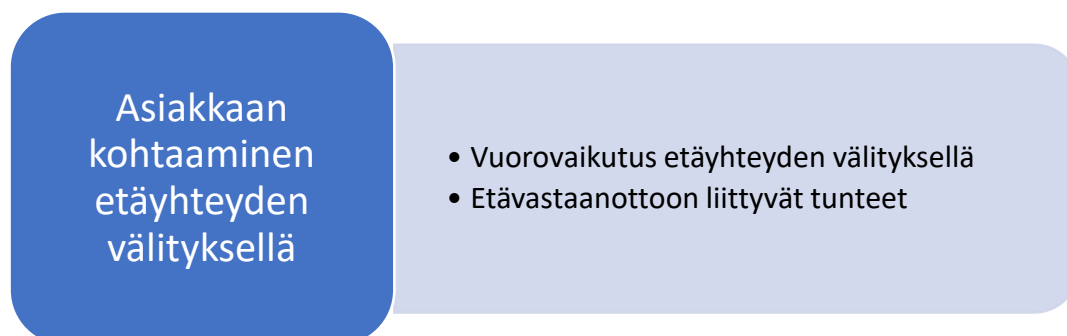 Asiakkaan
kohtaaminen
etäyhteyden
välityksellä
• Vuorovaikutus etäyhteyden välityksellä
• Etävastaanottoon liittyvät tunteet